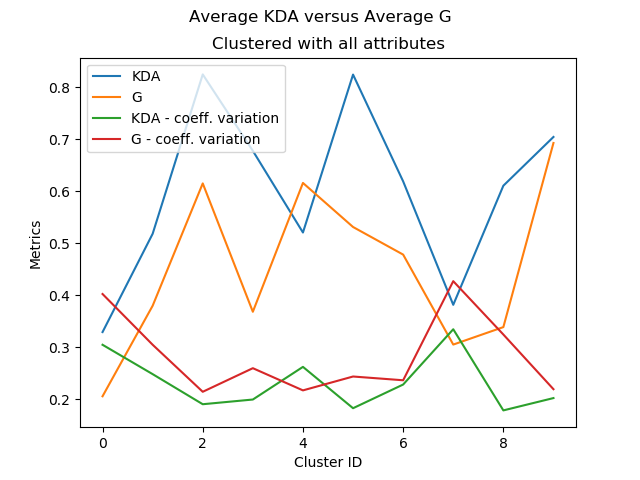 Average KDA versus Average G
Clustered with all attributes
KDA
G
KDA - coeff. variation
G - coeff. variation
0.8
0.7
0.6
0.5
0.4
0.3
0.2
Metrics
0 2 4 6 8
Cluster ID